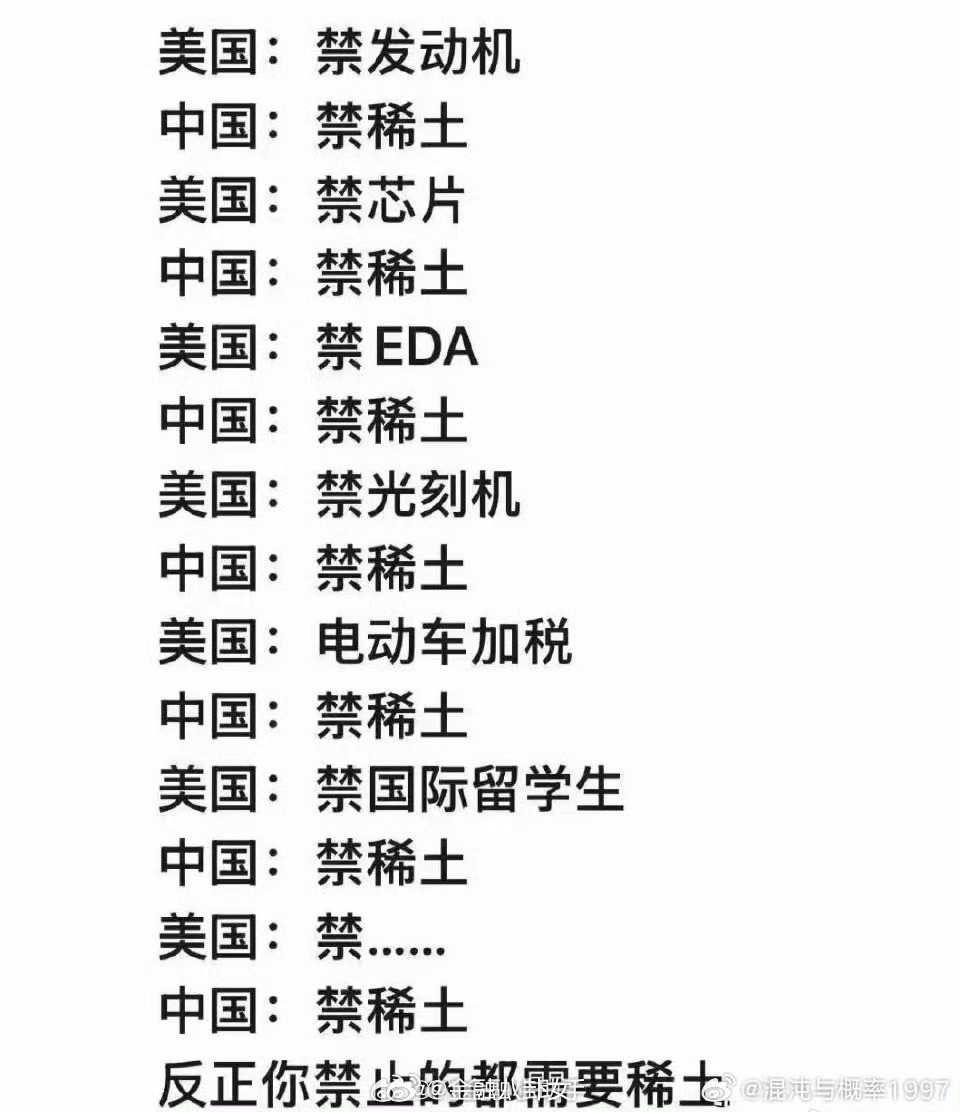 美国：禁发动机
中国：禁稀土
美国：禁芯片
中国：禁稀土
美国：禁EDA
中国：禁稀土
美国：禁光刻机
中国：禁稀土
美国：电动车加税
中国：禁稀土
美国：禁国际留学生
中国：禁稀土
美国：禁……
中国：禁稀土
反正你禁止的都需要稀土
@混沌与概率1997